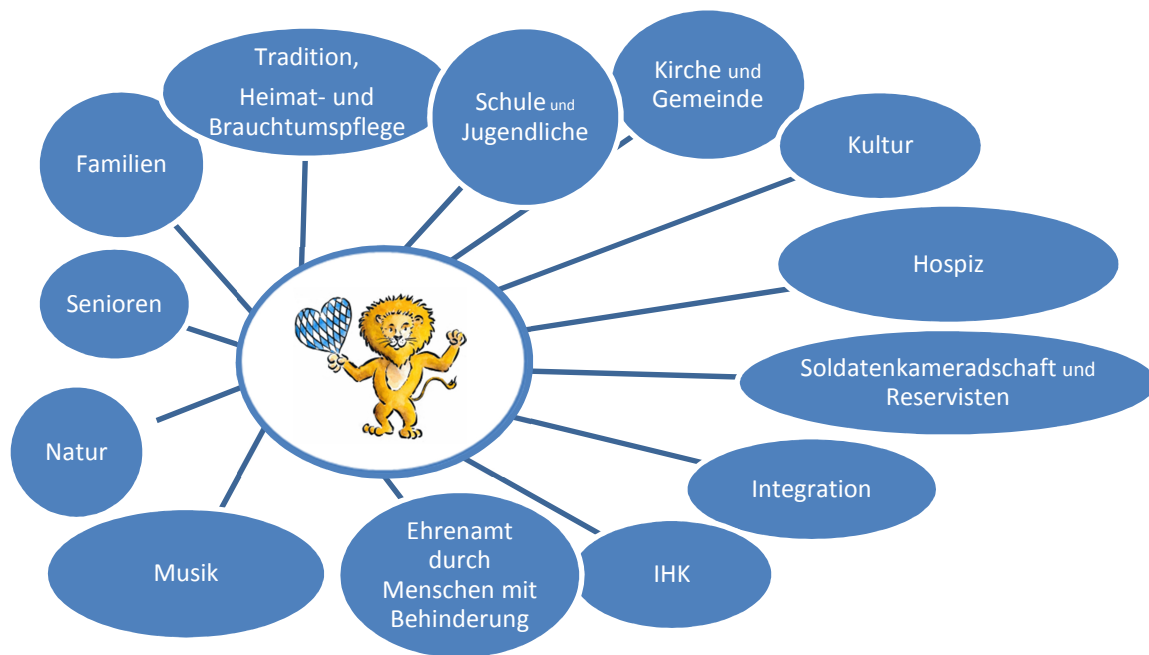 Tradition,
Heimat- und
Brauchtumspflege
Schule und
Jugendliche
Kirche und
Gemeinde
Kultur
Familien
Hospiz
Senioren
Soldatenkameradschaft und
Reservisten
Natur
Integration
Musik
Ehrenamt
durch
Menschen mit
Behinderung
IHK